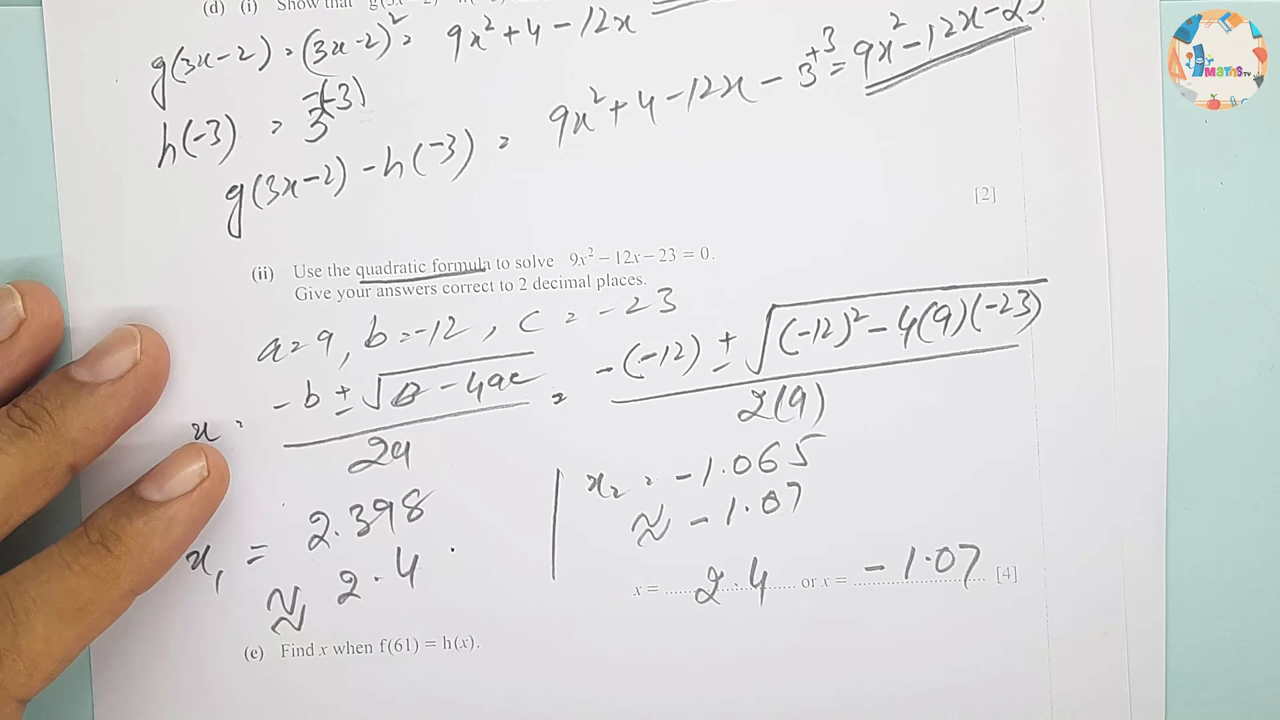 (d) (i) Show that
g(3x-2) = (3x-2)² = 9x²+4-12x
h(-3) = 3^-(-3)
g(3x-2) - h(-3) = 9x²+4-12x - 3^+3 = 9x²-12x-23.
[2]
(ii) Use the quadratic formula to solve 9x² − 12x − 23 = 0.
Give your answers correct to 2 decimal places.
a=9, b=-12, c = -23
x = -b ± √b² - 4ac / 2a = -(-12) ± √(-12)² - 4(9)(-23) / 2(9)
x₁ = 2.398
≈ 2.4
x₂ = -1.065
≈ -1.07
x = 2.4 or x = -1.07 [4]
(e) Find x when f(61) = h(x).
MATHS TV